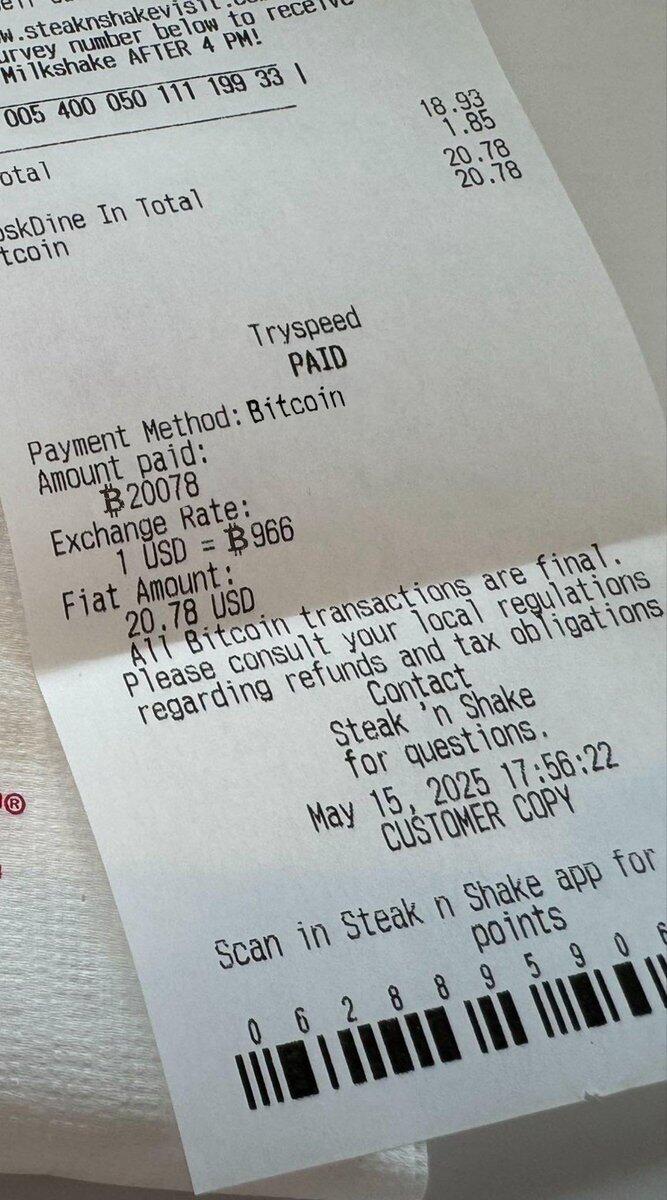 w.steaknshakevisit.
urvey number below to receive
Milkshake AFTER 4 PM!
005 400 050 111 199 33
18.93
1.85
otal 20.78
oskDine In Total 20.78
tcoin
Tryspeed
PAID
Payment Method: Bitcoin
Amount paid:
₿20078
Exchange Rate:
1 USD = ₿966
Fiat Amount:
20.78 USD
All Bitcoin transactions are final.
Please consult your local regulations
regarding refunds and tax obligations
Contact
Steak 'n Shake
for questions.
May 15, 2025 17:56:22
CUSTOMER COPY
Scan in Steak n Shake app for
points
0 6 2 8 8 9 5 9 0 6
®